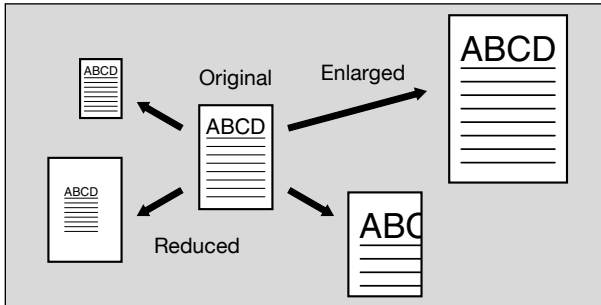 Original
Enlarged
ABCD
ABCD
ABCD
ABCD
ABC
Reduced